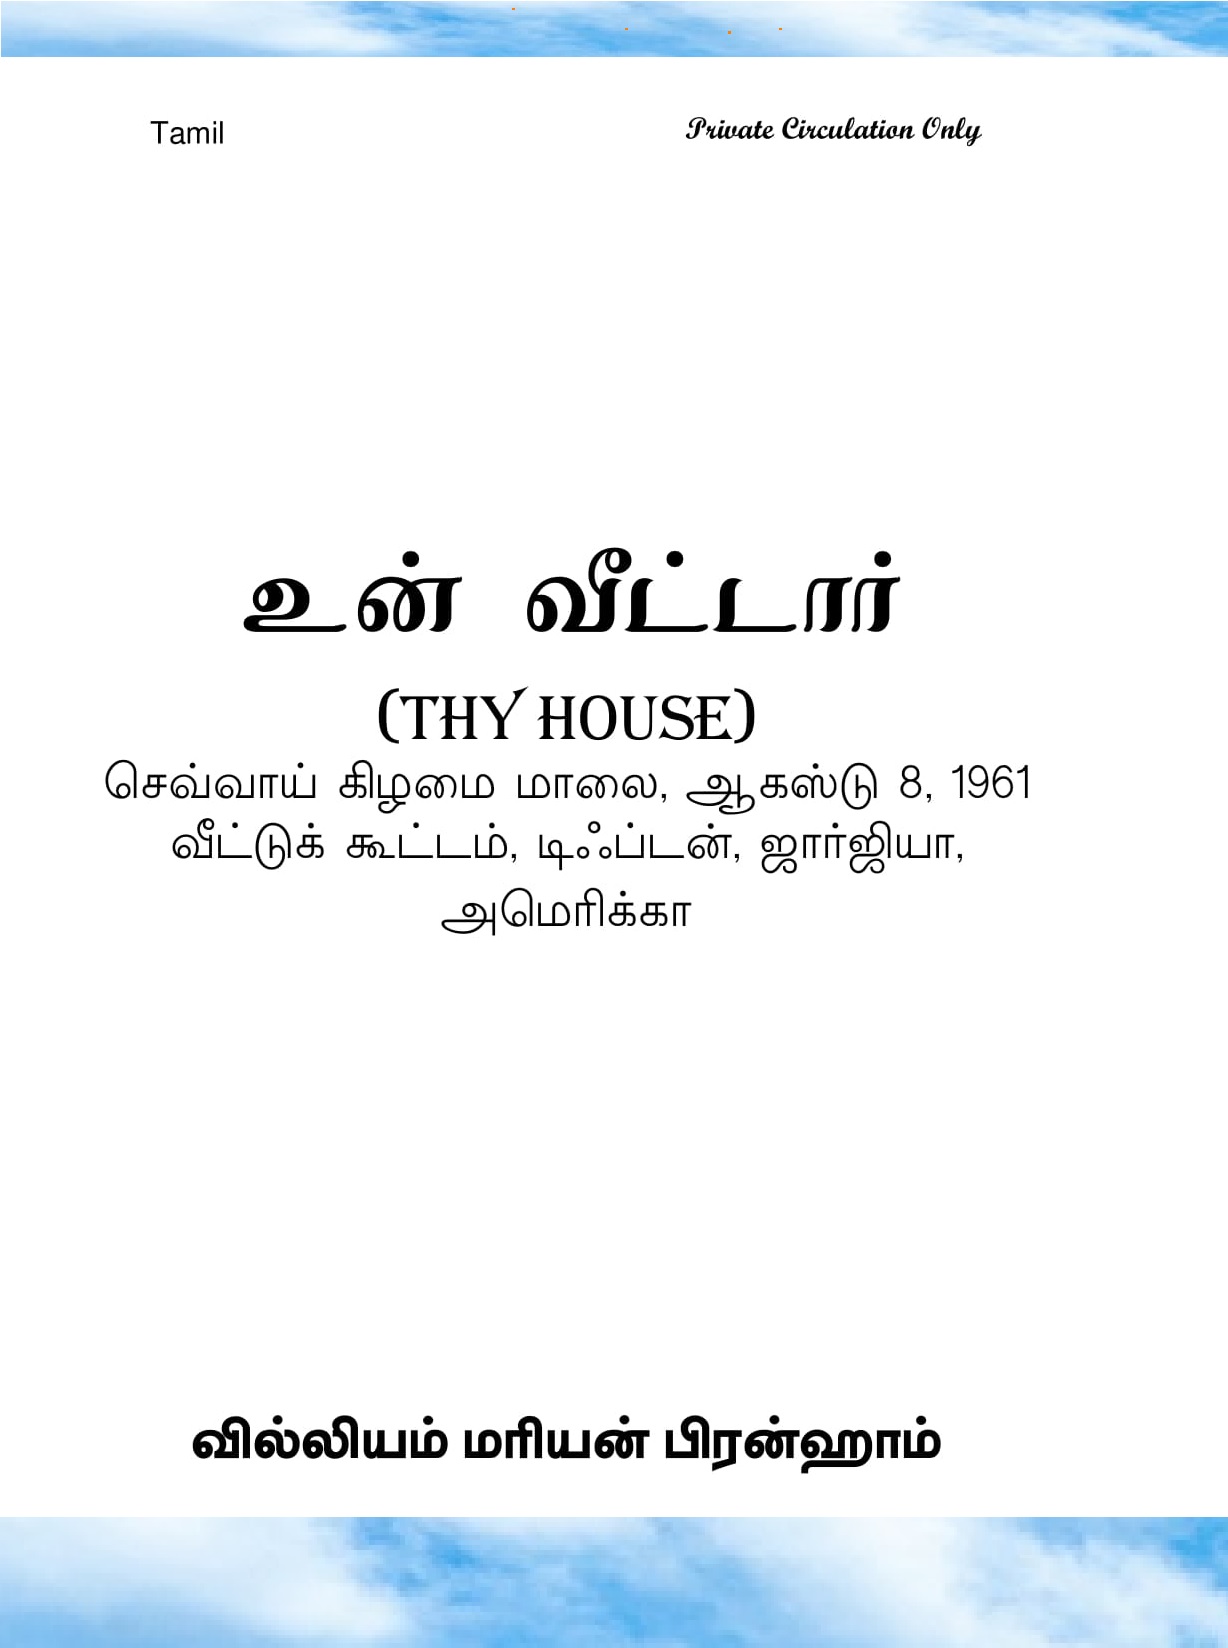 Tamil
Private Circulation Only
உன் வீட்டார்
(THY HOUSE)
செவ்வாய் கிழமை மாலை, ஆகஸ்டு 8, 1961
வீட்டுக் கூட்டம், டிஃப்டன், ஜார்ஜியா,
அமெரிக்கா
வில்லியம் மரியன் பிரன்ஹாம்